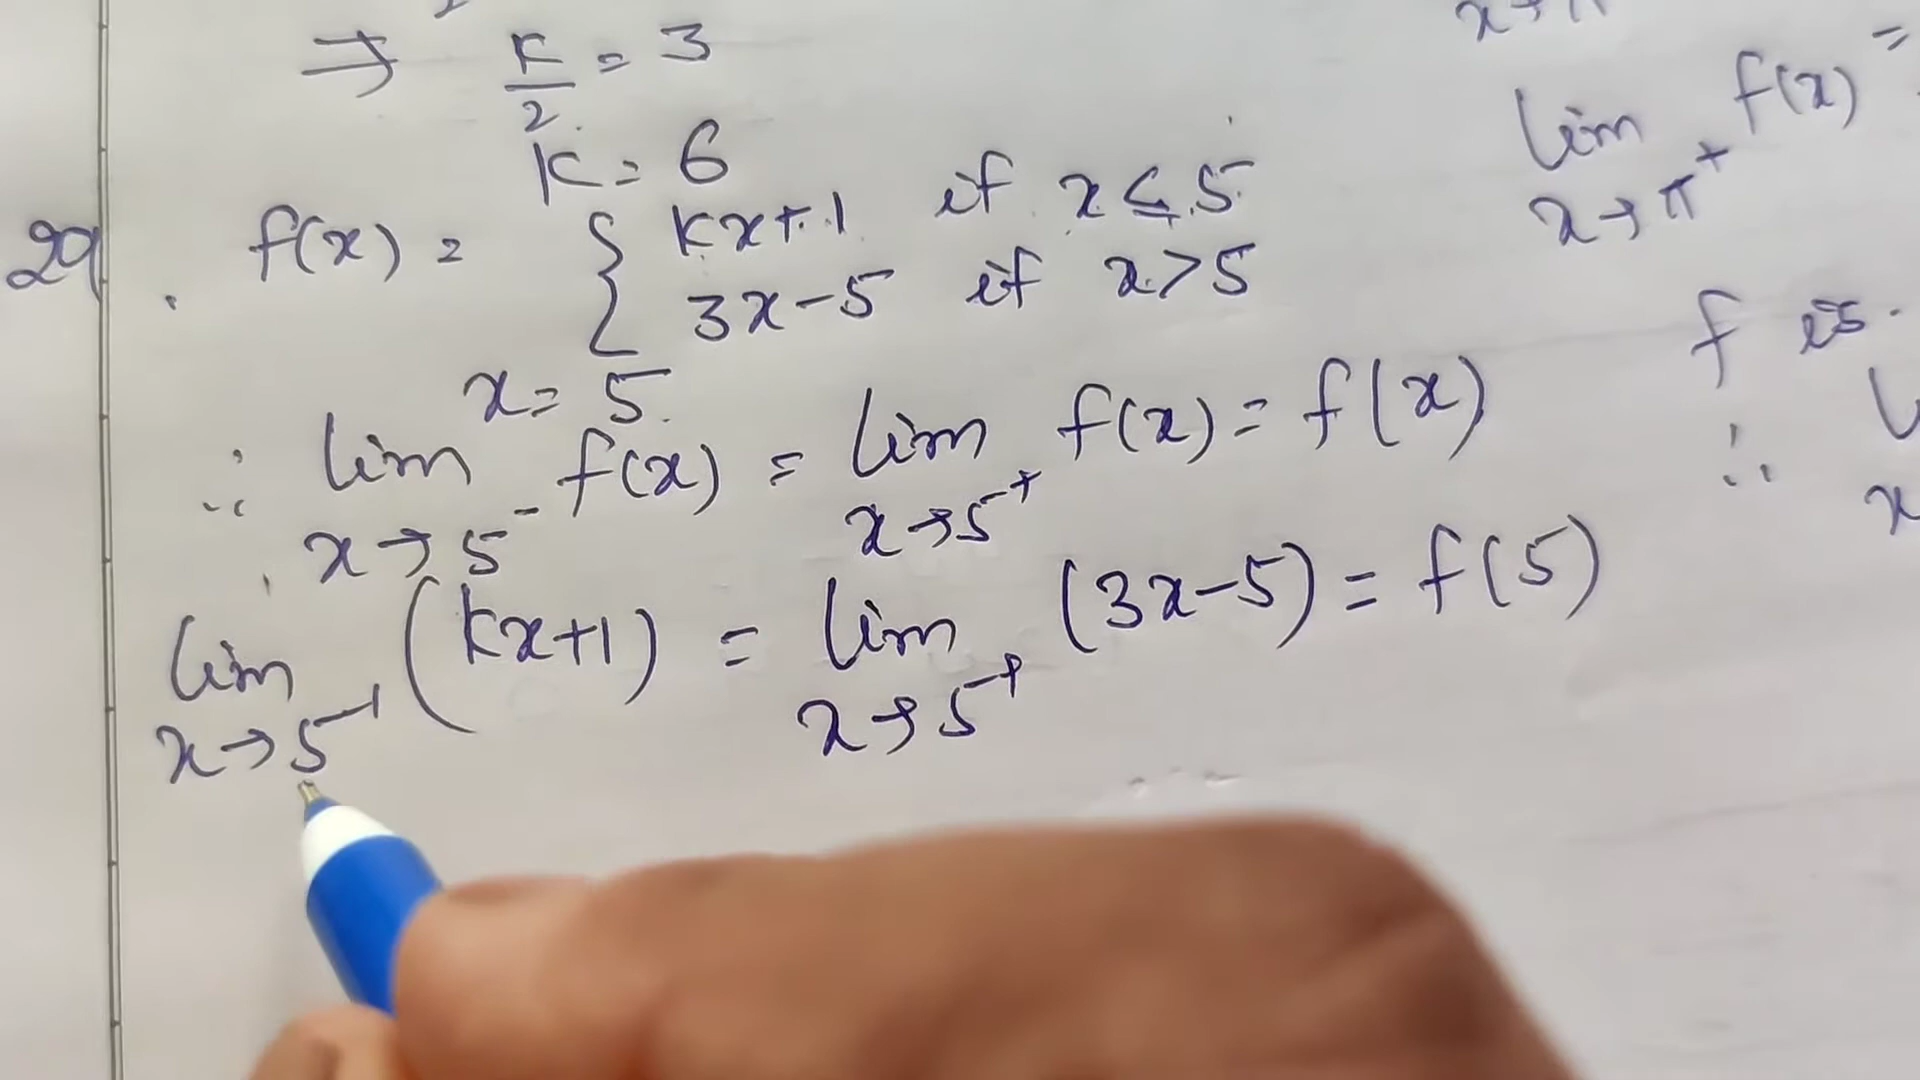 ⇒ K/2 = 3
K = 6
29. f(x) = { Kx+1 if x ≤ 5
3x-5 if x > 5
x = 5.
∴ lim x→5⁻ f(x) = lim x→5⁺ f(x) = f(x)
lim x→5⁻ (Kx+1) = lim x→5⁺ (3x-5) = f(5)
lim x→π⁺ f(x) =
f is
∴
x